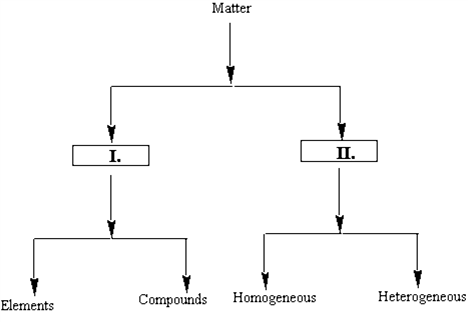 Matter
I.
II.
Elements
Compounds
Homogeneous
Heterogeneous